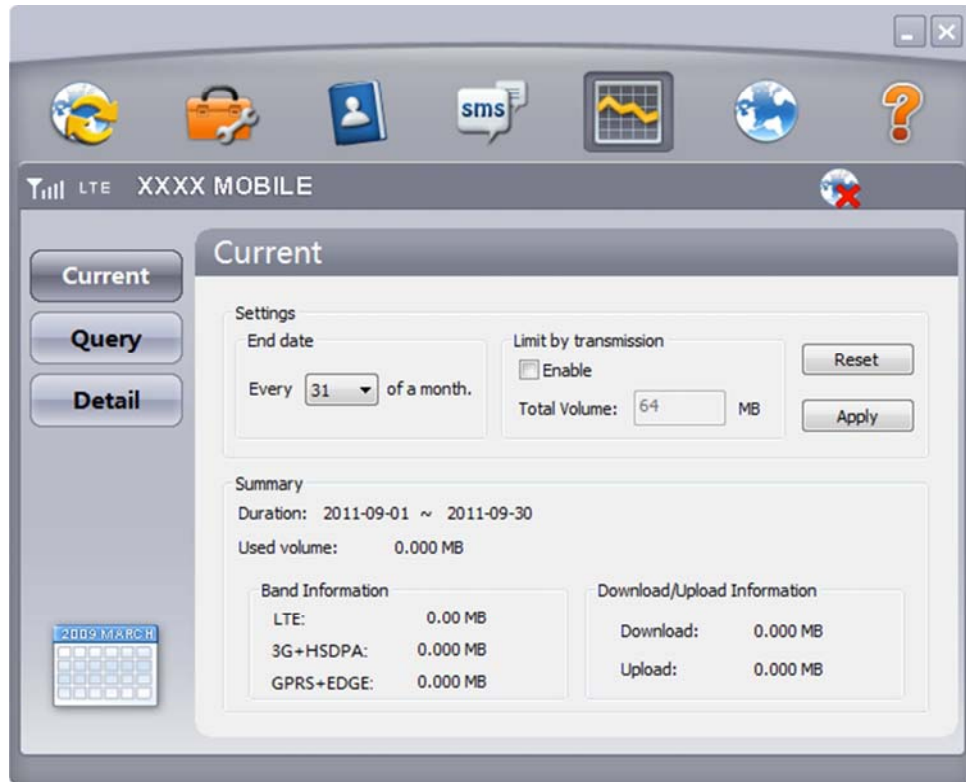 sms
LTE XXXX MOBILE
Current
Query
Detail
Current
Settings
End date
Every 31 of a month.
Limit by transmission
Enable
Total Volume: 64 MB
Reset
Apply
Summary
Duration: 2011-09-01 ~ 2011-09-30
Used volume: 0.000 MB
Band Information
LTE: 0.00 MB
3G+HSDPA: 0.000 MB
GPRS+EDGE: 0.000 MB
Download/Upload Information
Download: 0.000 MB
Upload: 0.000 MB
2009 MARCH